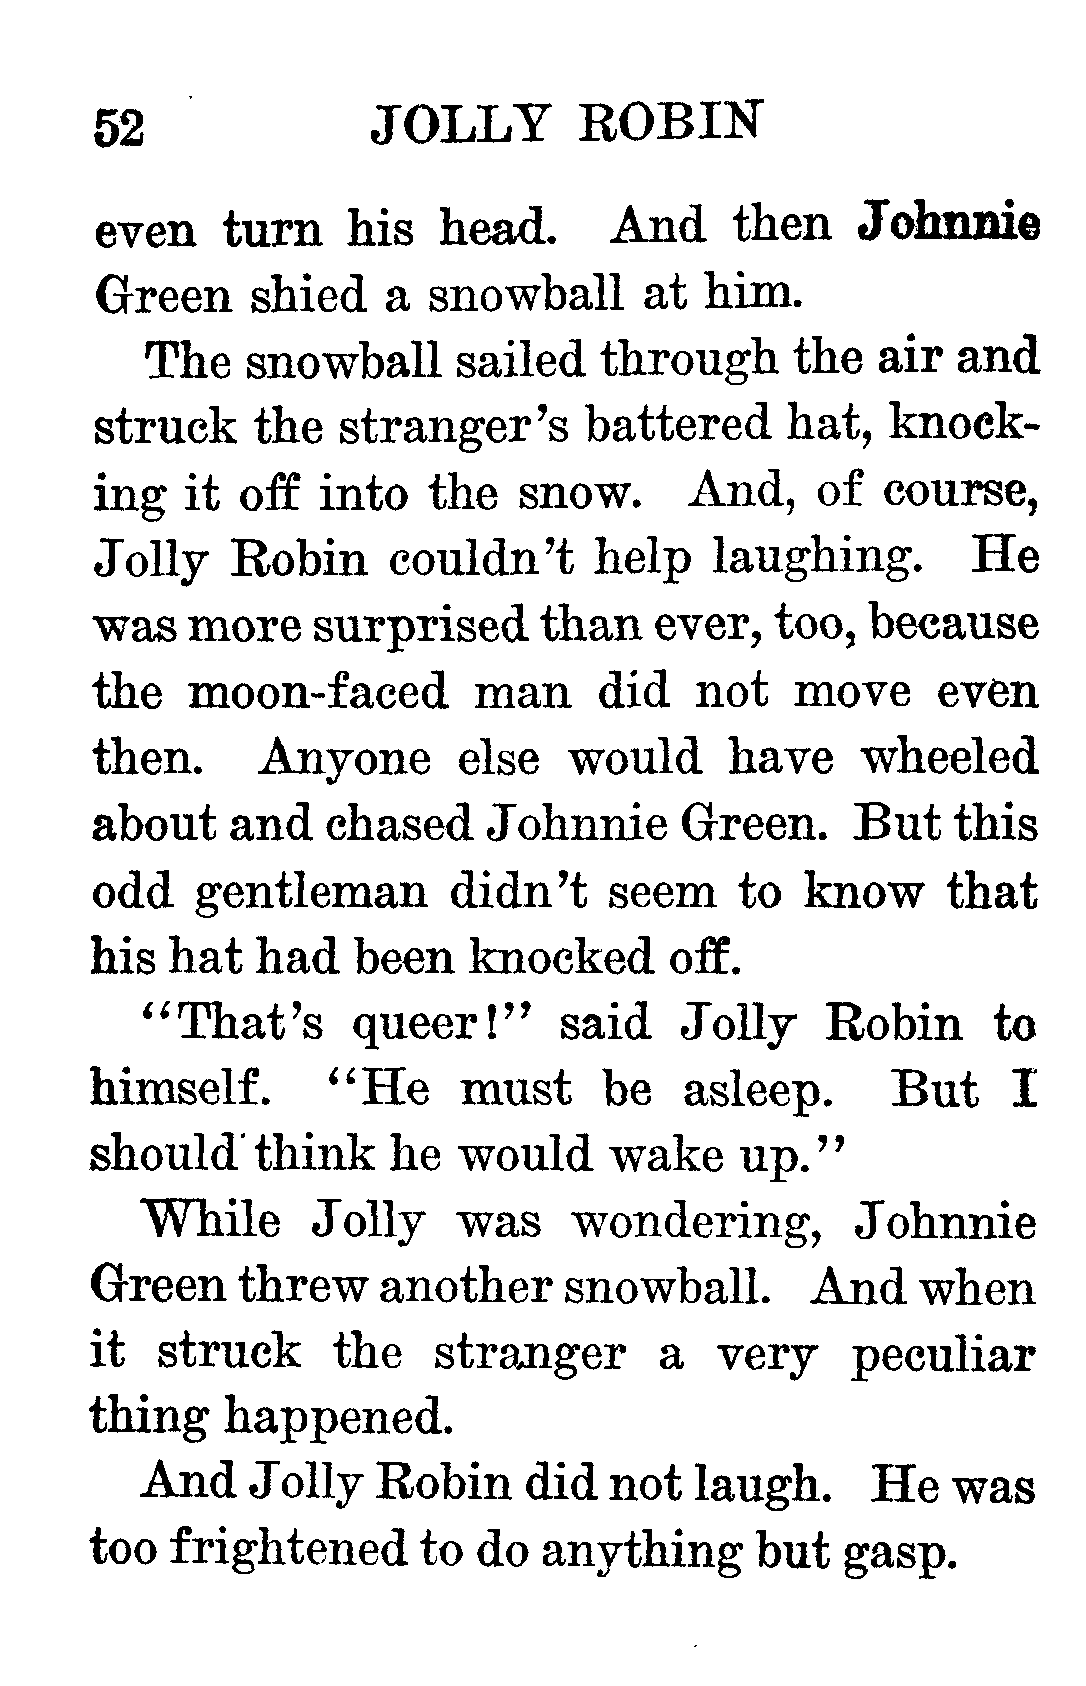 52 JOLLY ROBIN
even turn his head. And then Johnnie
Green shied a snowball at him.
The snowball sailed through the air and
struck the stranger's battered hat, knock-
ing it off into the snow. And, of course,
Jolly Robin couldn't help laughing. He
was more surprised than ever, too, because
the moon-faced man did not move even
then. Anyone else would have wheeled
about and chased Johnnie Green. But this
odd gentleman didn't seem to know that
his hat had been knocked off.
"That's queer!" said Jolly Robin to
himself. "He must be asleep. But I
should think he would wake up."
While Jolly was wondering, Johnnie
Green threw another snowball. And when
it struck the stranger a very peculiar
thing happened.
And Jolly Robin did not laugh. He was
too frightened to do anything but gasp.